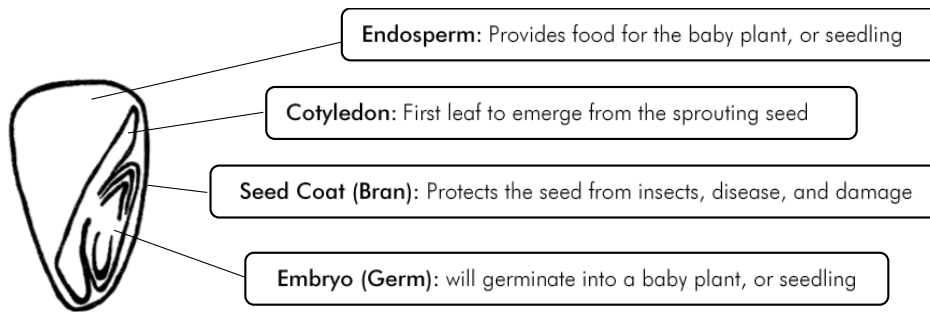 Endosperm: Provides food for the baby plant, or seedling
Cotyledon: First leaf to emerge from the sprouting seed
Seed Coat (Bran): Protects the seed from insects, disease, and damage
Embryo (Germ): will germinate into a baby plant, or seedling